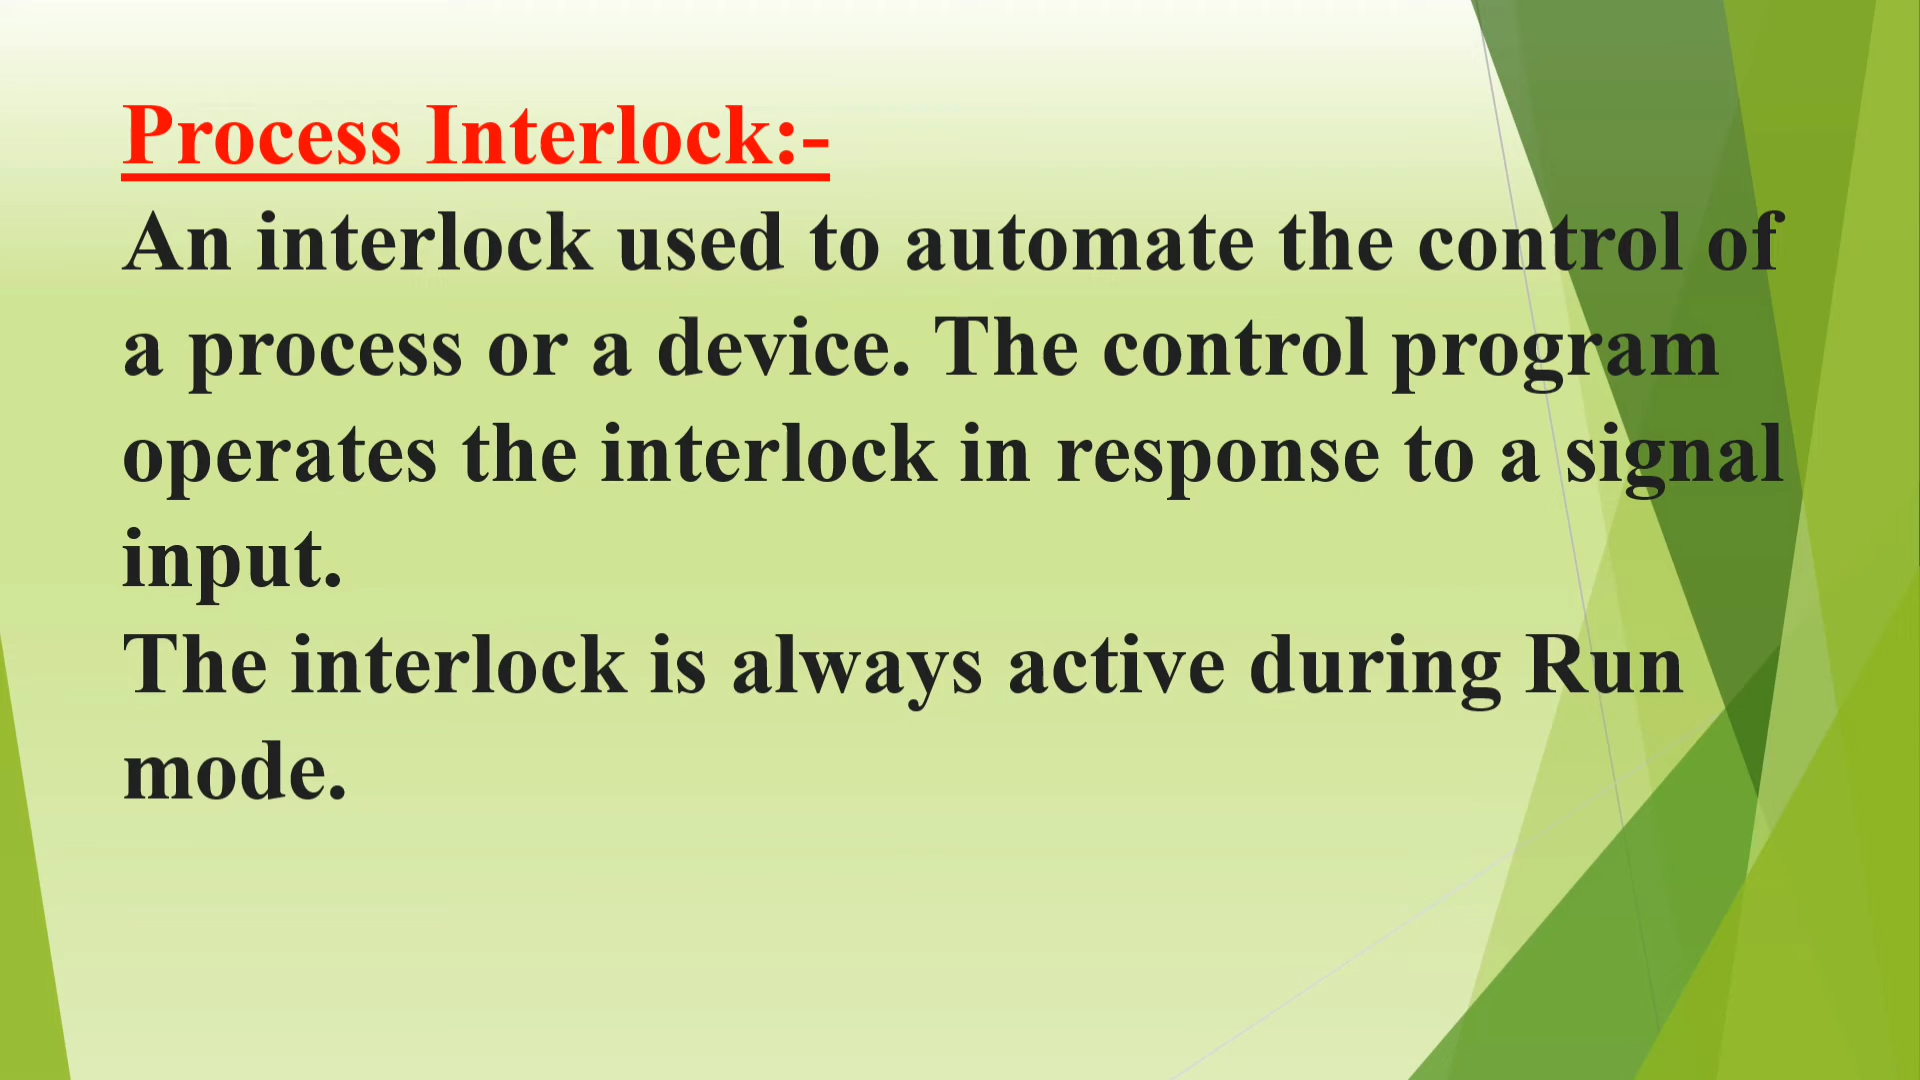 Process Interlock:-
An interlock used to automate the control of
a process or a device. The control program
operates the interlock in response to a signal
input.
The interlock is always active during Run
mode.